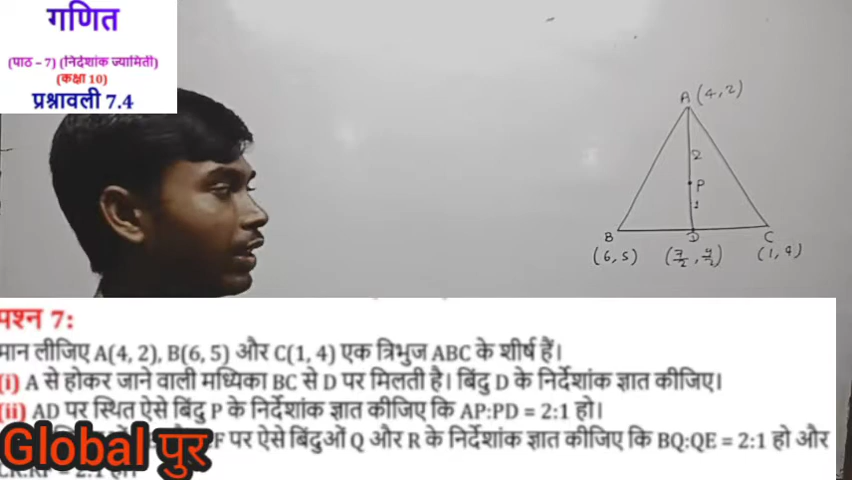 गणित
(पाठ – 7) (निर्देशांक ज्यामिती)
(कक्षा 10)
प्रश्नावली 7.4
A (4, 2)
2
P
1
B D C
(6, 5) (7/2, 9/2) (1, 4)
प्रश्न 7:
मान लीजिए A(4, 2), B(6, 5) और C(1, 4) एक त्रिभुज ABC के शीर्ष हैं।
(i) A से होकर जाने वाली मध्यिका BC से D पर मिलती है। बिंदु D के निर्देशांक ज्ञात कीजिए।
(ii) AD पर स्थित ऐसे बिंदु P के निर्देशांक ज्ञात कीजिए कि AP:PD = 2:1 हो।
पर ऐसे बिंदुओं Q और R के निर्देशांक ज्ञात कीजिए कि BQ:QE = 2:1 हो और
Global पुर